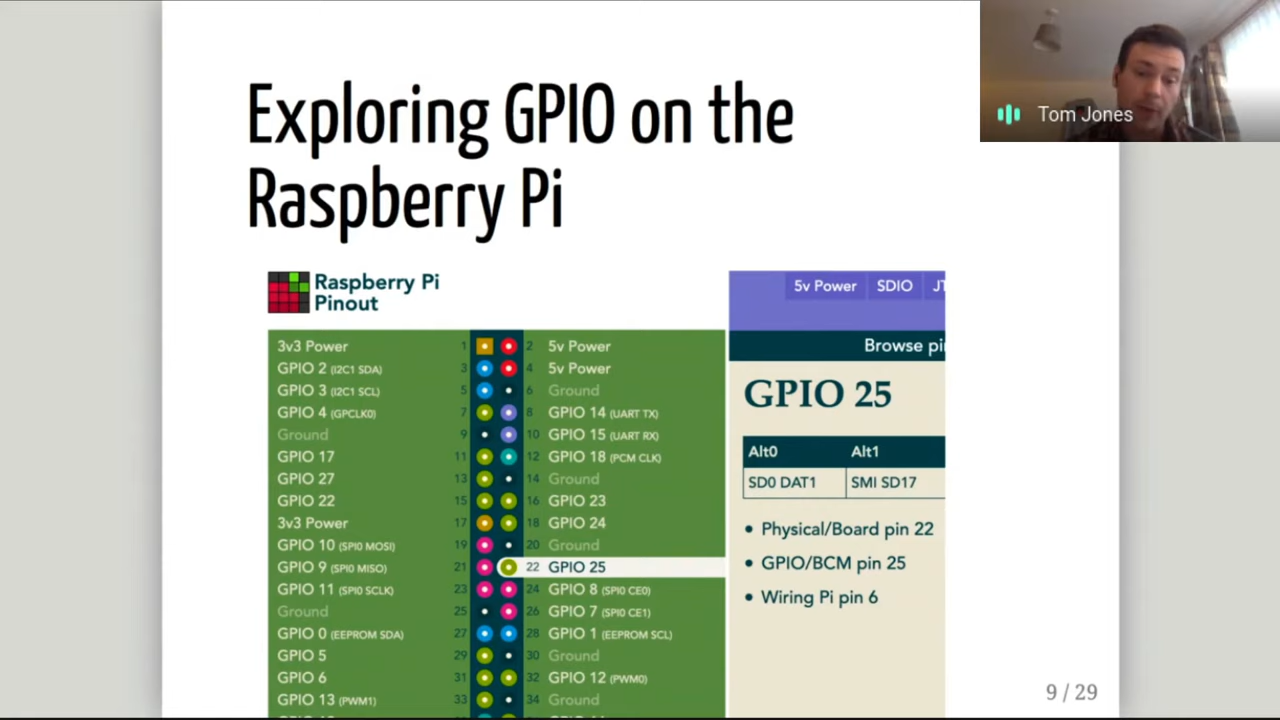 Exploring GPIO on the
Raspberry Pi
Tom Jones
Raspberry Pi
Pinout
3v3 Power 1 2 5v Power
GPIO 2 (I2C1 SDA) 3 4 5v Power
GPIO 3 (I2C1 SCL) 5 6 Ground
GPIO 4 (GPCLK0) 7 8 GPIO 14 (UART TX)
Ground 9 10 GPIO 15 (UART RX)
GPIO 17 11 12 GPIO 18 (PCM CLK)
GPIO 27 13 14 Ground
GPIO 22 15 16 GPIO 23
3v3 Power 17 18 GPIO 24
GPIO 10 (SPI0 MOSI) 19 20 Ground
GPIO 9 (SPI0 MISO) 21 22 GPIO 25
GPIO 11 (SPI0 SCLK) 23 24 GPIO 8 (SPI0 CE0)
Ground 25 26 GPIO 7 (SPI0 CE1)
GPIO 0 (EEPROM SDA) 27 28 GPIO 1 (EEPROM SCL)
GPIO 5 29 30 Ground
GPIO 6 31 32 GPIO 12 (PWM0)
GPIO 13 (PWM1) 33 34 Ground
5v Power SDIO JT
Browse pi
GPIO 25
Alt0 Alt1
SD0 DAT1 SMI SD17
• Physical/Board pin 22
• GPIO/BCM pin 25
• Wiring Pi pin 6
9 / 29